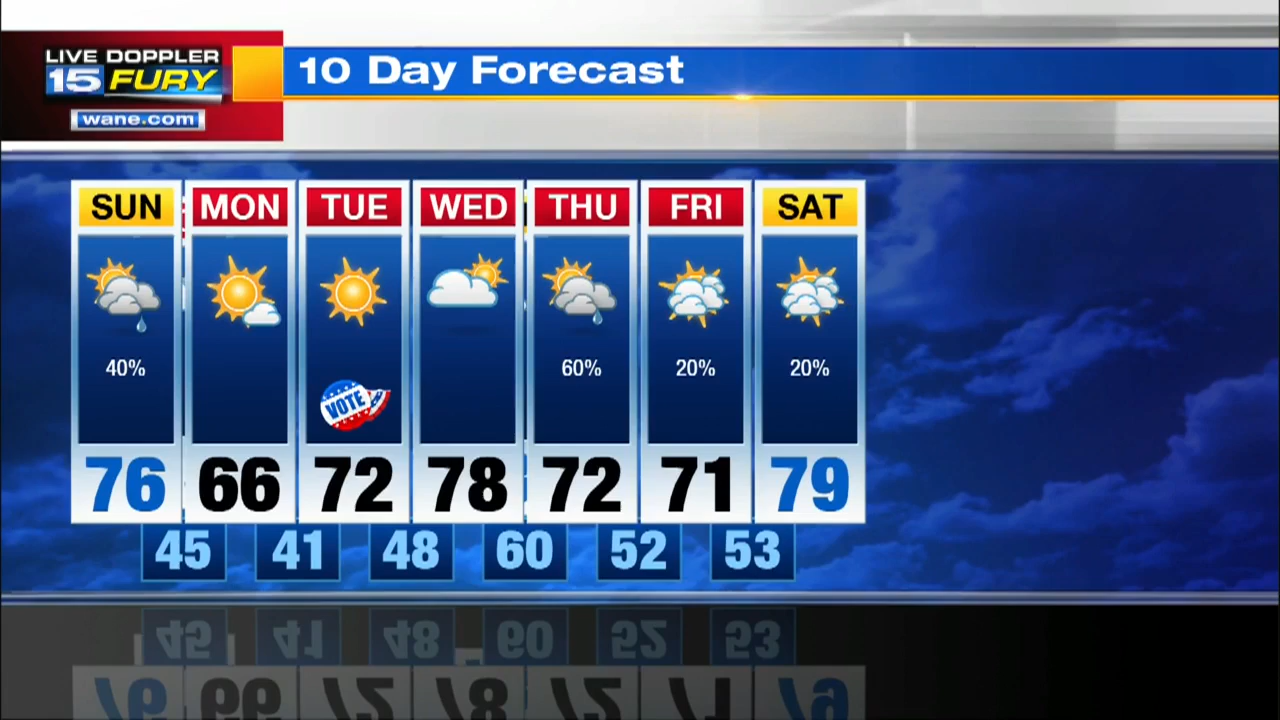 LIVE DOPPLER
15 FURY
wane.com
10 Day Forecast
SUN MON TUE WED THU FRI SAT
40% 60% 20% 20%
VOTE
76 66 72 78 72 71 79
45 41 48 60 52 53